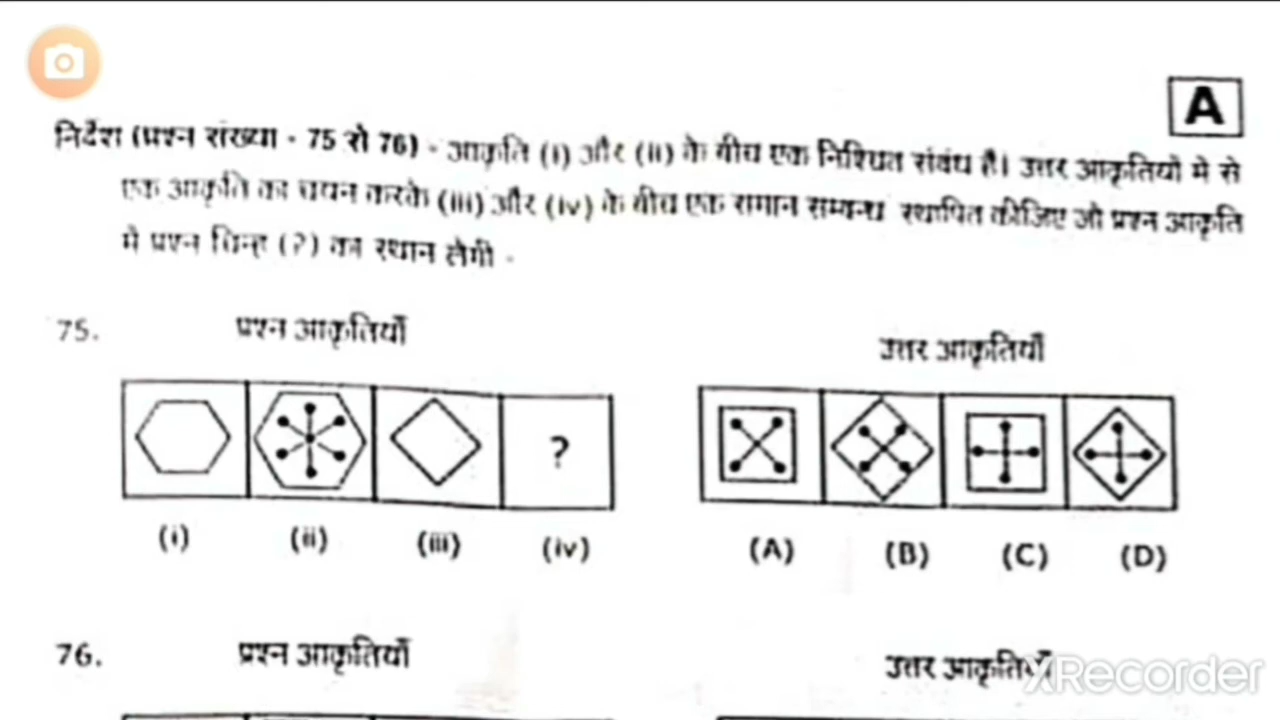 A
निर्देश (प्रश्न संख्या - 75 से 76) - आकृति (i) और (ii) के बीच एक निश्चित संबंध है। उत्तर आकृतियों मे से
एक आकृति का चयन करके (iii) और (iv) के बीच एक समान सम्बन्ध स्थापित कीजिए जो प्रश्न आकृति
में प्रश्न चिन्ह (?) का स्थान लेगी -
75. प्रश्न आकृतियाँ उत्तर आकृतियाँ
?
(i) (ii) (iii) (iv) (A) (B) (C) (D)
76. प्रश्न आकृतियाँ उत्तर आकृतियाँ
XRecorder